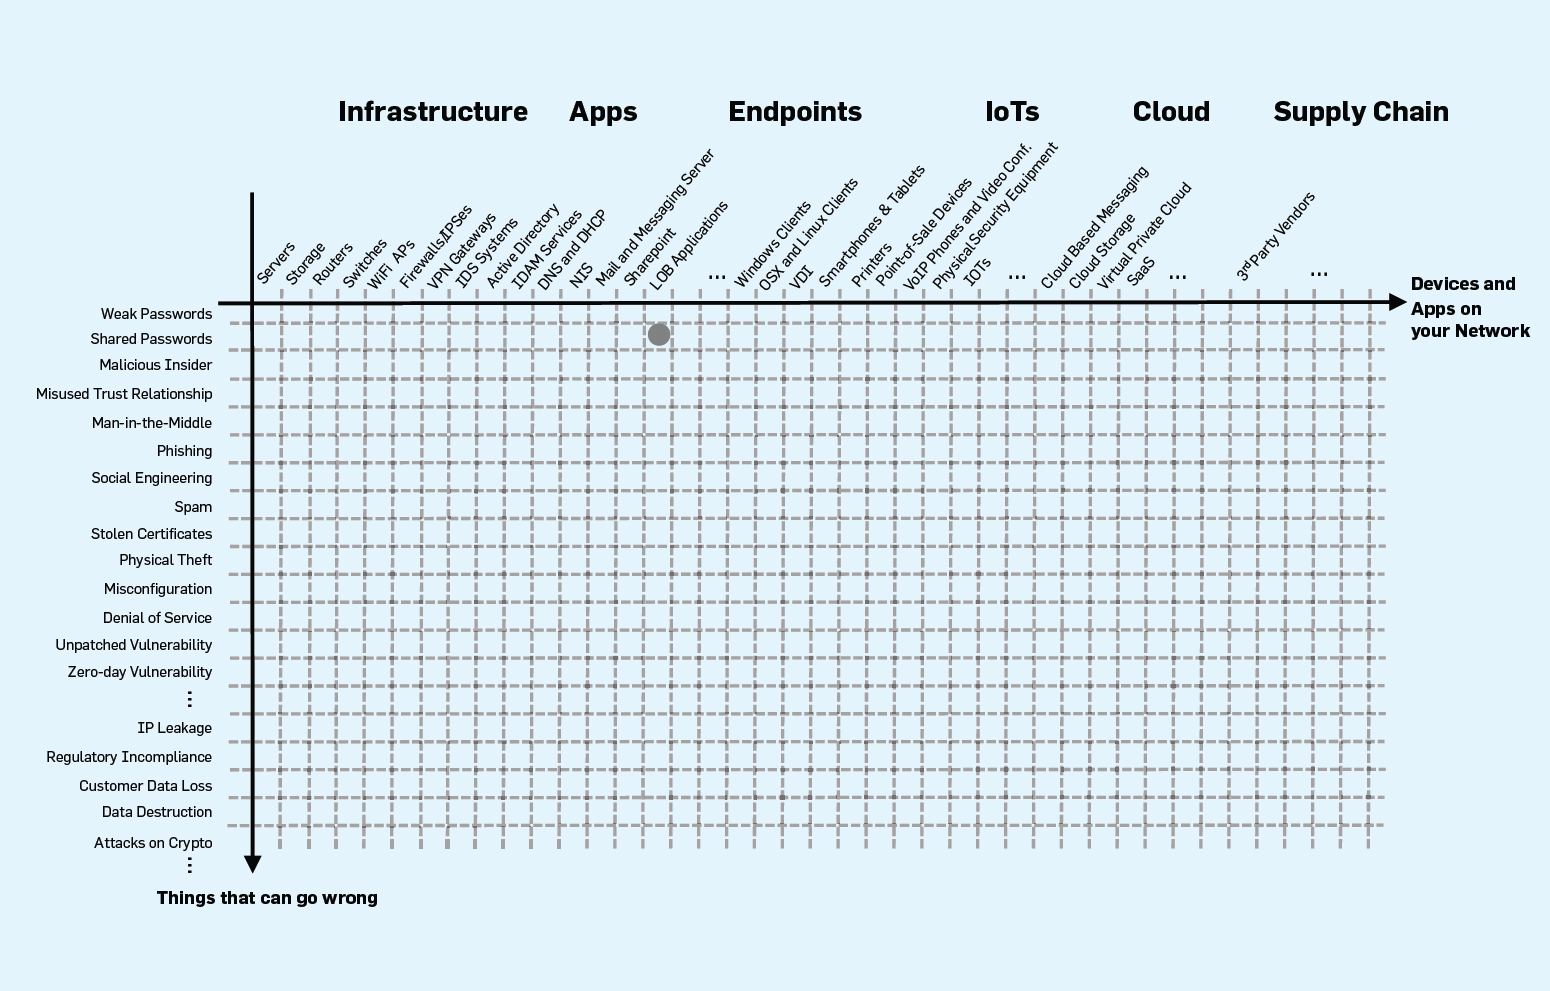 Infrastructure
Apps
Endpoints
IoTs
Cloud
Supply Chain
Servers
Storage
Routers
Switches
WiFi APs
Firewalls/IPSes
VPN Gateways
IDS Systems
Active Directory
IDAM Services
DNS and DHCP
NIS
Mail and Messaging Server
Sharepoint
LOB Applications
...
Windows Clients
OSX and Linux Clients
VDI
Smartphones & Tablets
Printers
Point-of-Sale Devices
VoIP Phones and Video Conf.
Physical Security Equipment
IOTs
...
Cloud Based Messaging
Cloud Storage
Virtual Private Cloud
SaaS
...
3rd Party Vendors
...
Devices and
Apps on
your Network
Weak Passwords
Shared Passwords
Malicious Insider
Misused Trust Relationship
Man-in-the-Middle
Phishing
Social Engineering
Spam
Stolen Certificates
Physical Theft
Misconfiguration
Denial of Service
Unpatched Vulnerability
Zero-day Vulnerability
...
IP Leakage
Regulatory Incompliance
Customer Data Loss
Data Destruction
Attacks on Crypto
...
Things that can go wrong